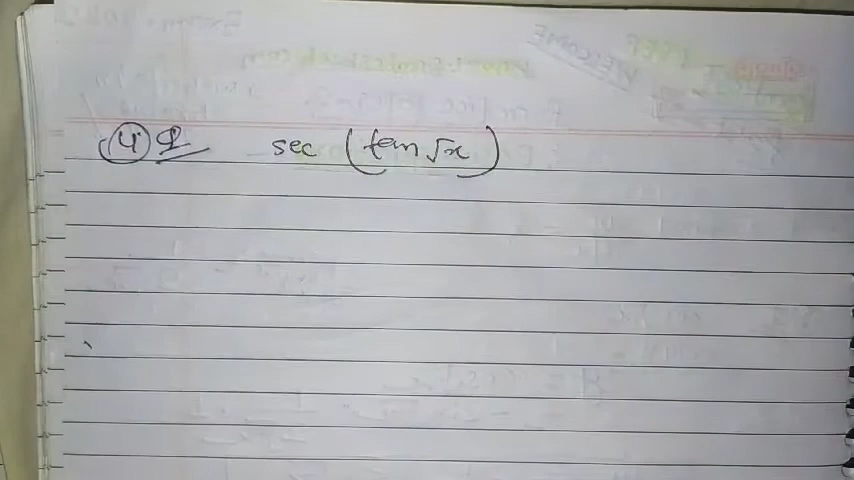 ④ Q sec (tan √x)